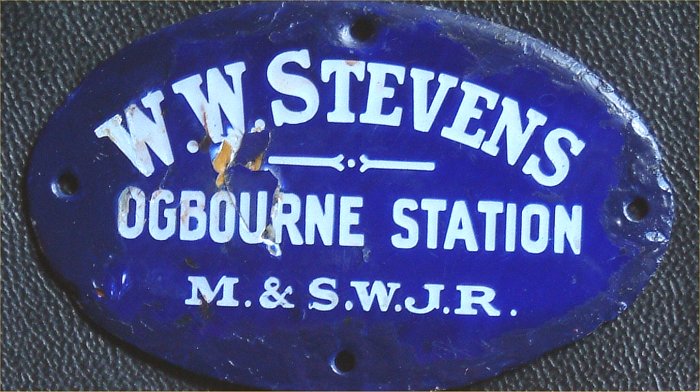 W.W. STEVENS
OGBOURNE STATION
M. & S.W.J.R.